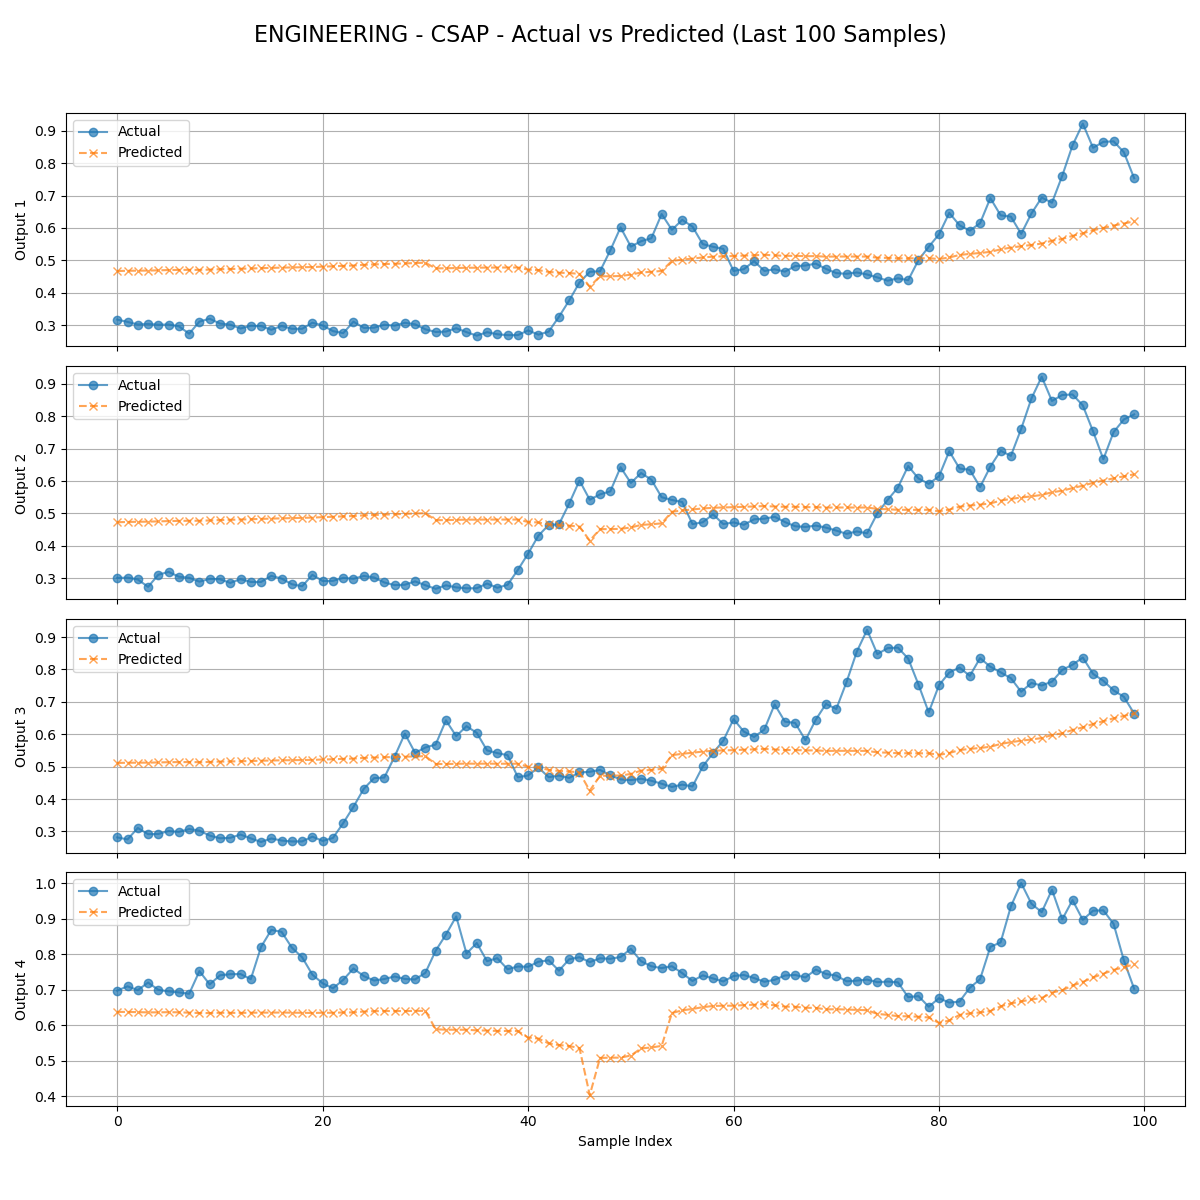 ENGINEERING - CSAP - Actual vs Predicted (Last 100 Samples)
Actual
Predicted
Output 1
0.9
0.8
0.7
0.6
0.5
0.4
0.3
Actual
Predicted
Output 2
0.9
0.8
0.7
0.6
0.5
0.4
0.3
Actual
Predicted
Output 3
0.9
0.8
0.7
0.6
0.5
0.4
0.3
Actual
Predicted
Output 4
1.0
0.9
0.8
0.7
0.6
0.5
0.4
0 20 40 60 80 100
Sample Index